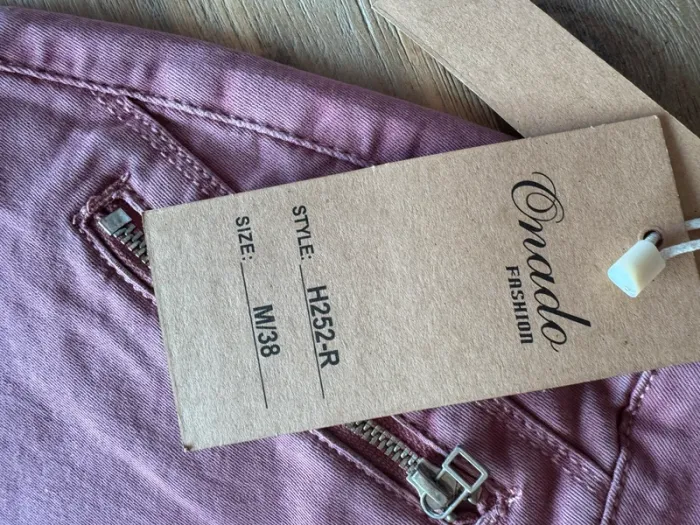 Onado
FASHION
STYLE: H252-R
SIZE: M/38